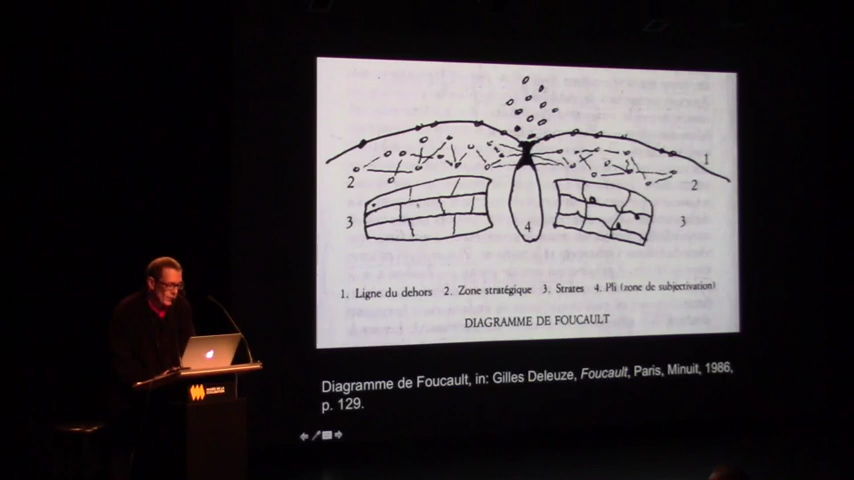 1
2
2
3
3
4
1. Ligne du dehors 2. Zone stratégique 3. Strates 4. Pli (zone de subjectivation)
DIAGRAMME DE FOUCAULT
Diagramme de Foucault, in: Gilles Deleuze, Foucault, Paris, Minuit, 1986,
p. 129.